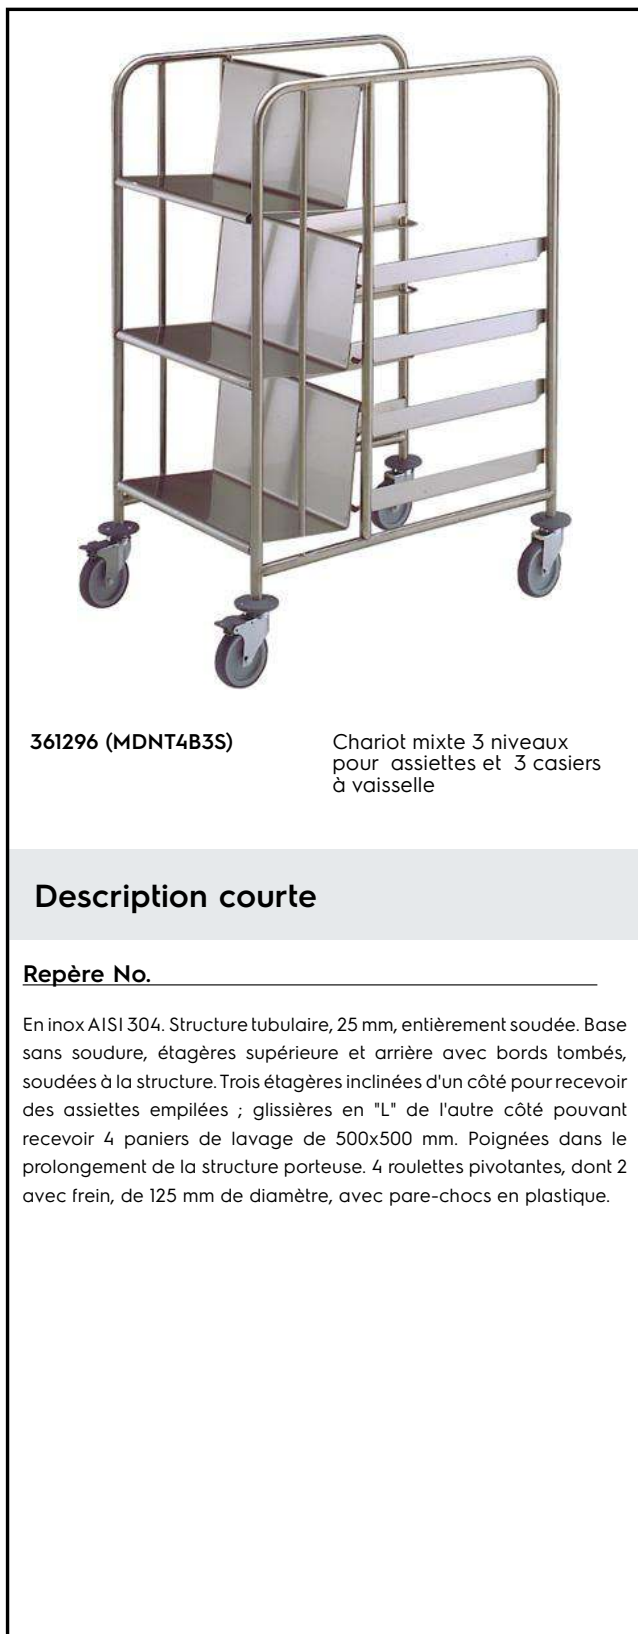 361296 (MDNT4B3S)
Chariot mixte 3 niveaux
pour assiettes et 3 casiers
à vaisselle
Description courte
Repère No.
En inox AISI 304. Structure tubulaire, 25 mm, entièrement soudée. Base
sans soudure, étagères supérieure et arrière avec bords tombés,
soudées à la structure. Trois étagères inclinées d'un côté pour recevoir
des assiettes empilées ; glissières en "L" de l'autre côté pouvant
recevoir 4 paniers de lavage de 500x500 mm. Poignées dans le
prolongement de la structure porteuse. 4 roulettes pivotantes, dont 2
avec frein, de 125 mm de diamètre, avec pare-chocs en plastique.